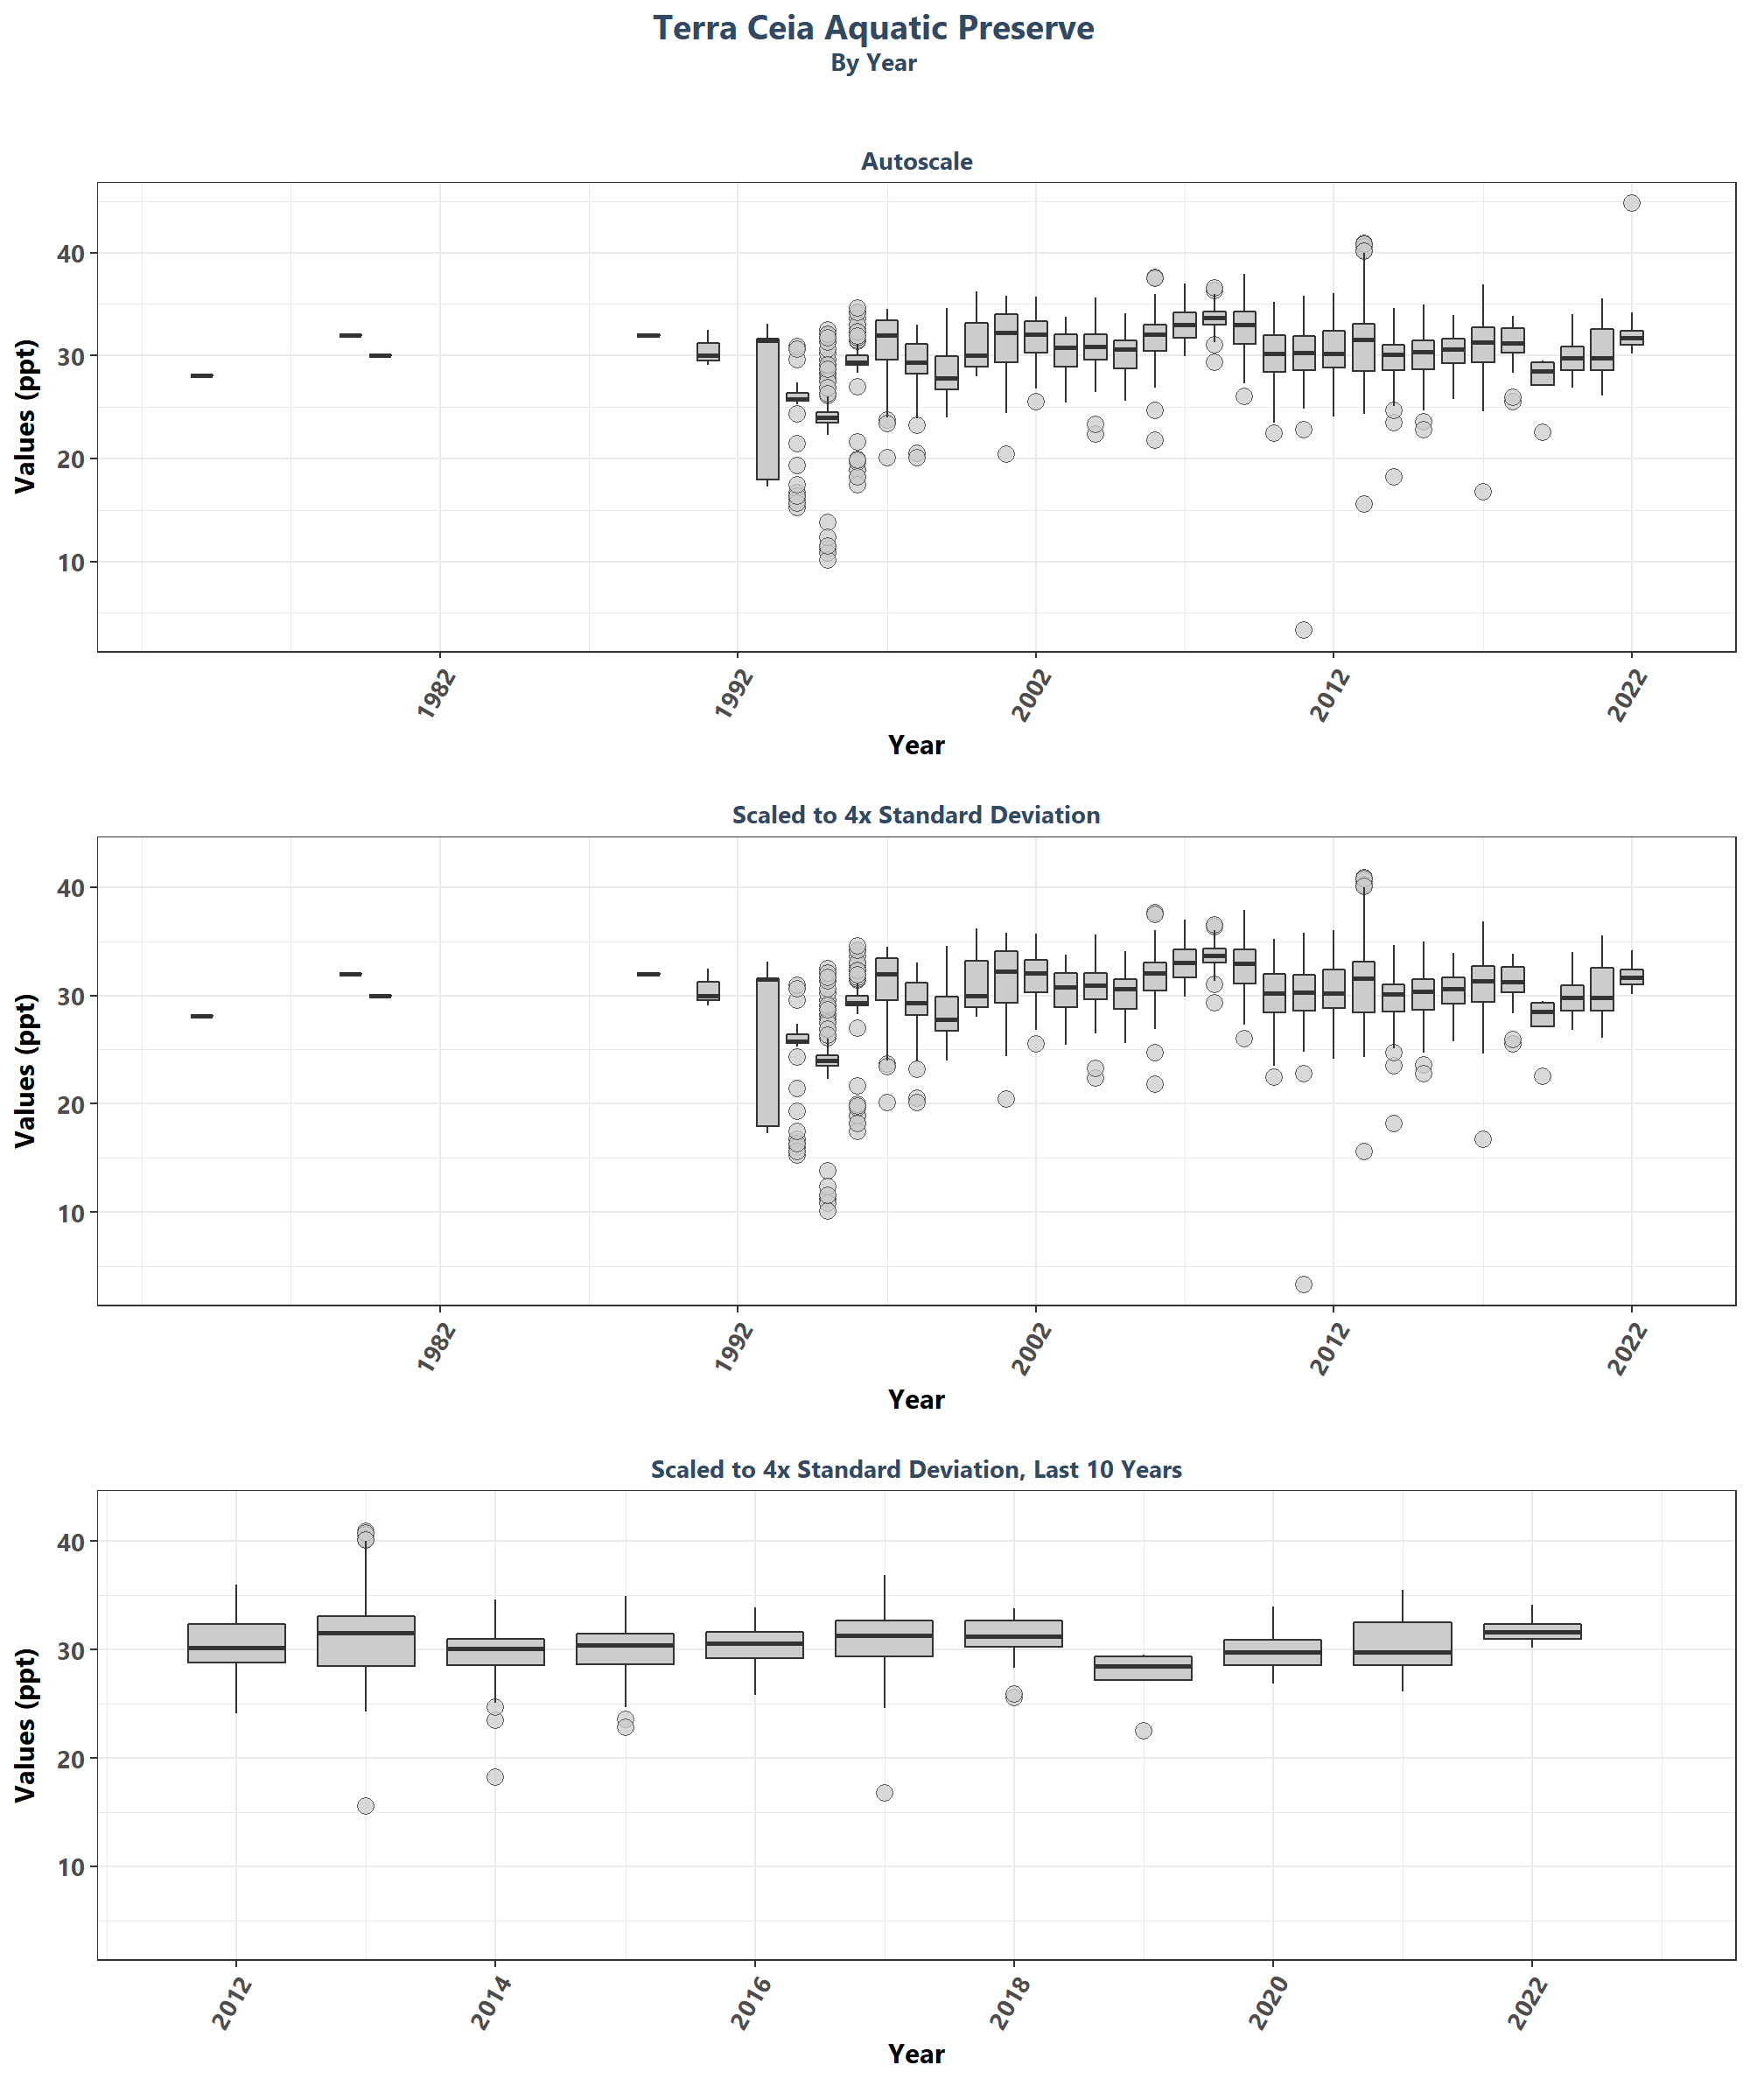 Terra Ceia Aquatic Preserve
By Year
Autoscale
Values (ppt)
40
30
20
10
1982
1992
2002
2012
2022
Year
Scaled to 4x Standard Deviation
Values (ppt)
40
30
20
10
1982
1992
2002
2012
2022
Year
Scaled to 4x Standard Deviation, Last 10 Years
Values (ppt)
40
30
20
10
2012
2014
2016
2018
2020
2022
Year